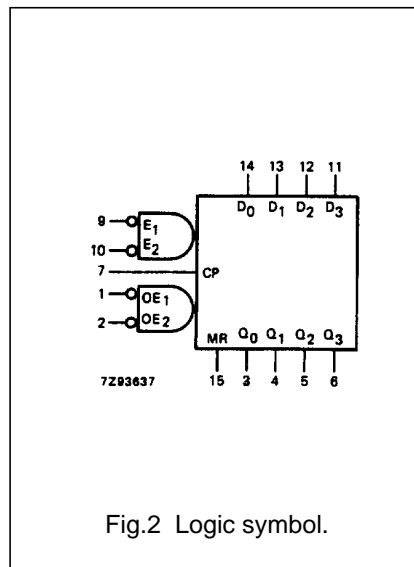 14 13 12 11
D0 D1 D2 D3
9 E1
10 E2
7 CP
1 OE1
2 OE2
MR Q0 Q1 Q2 Q3
7Z93637 15 3 4 5 6
Fig.2 Logic symbol.